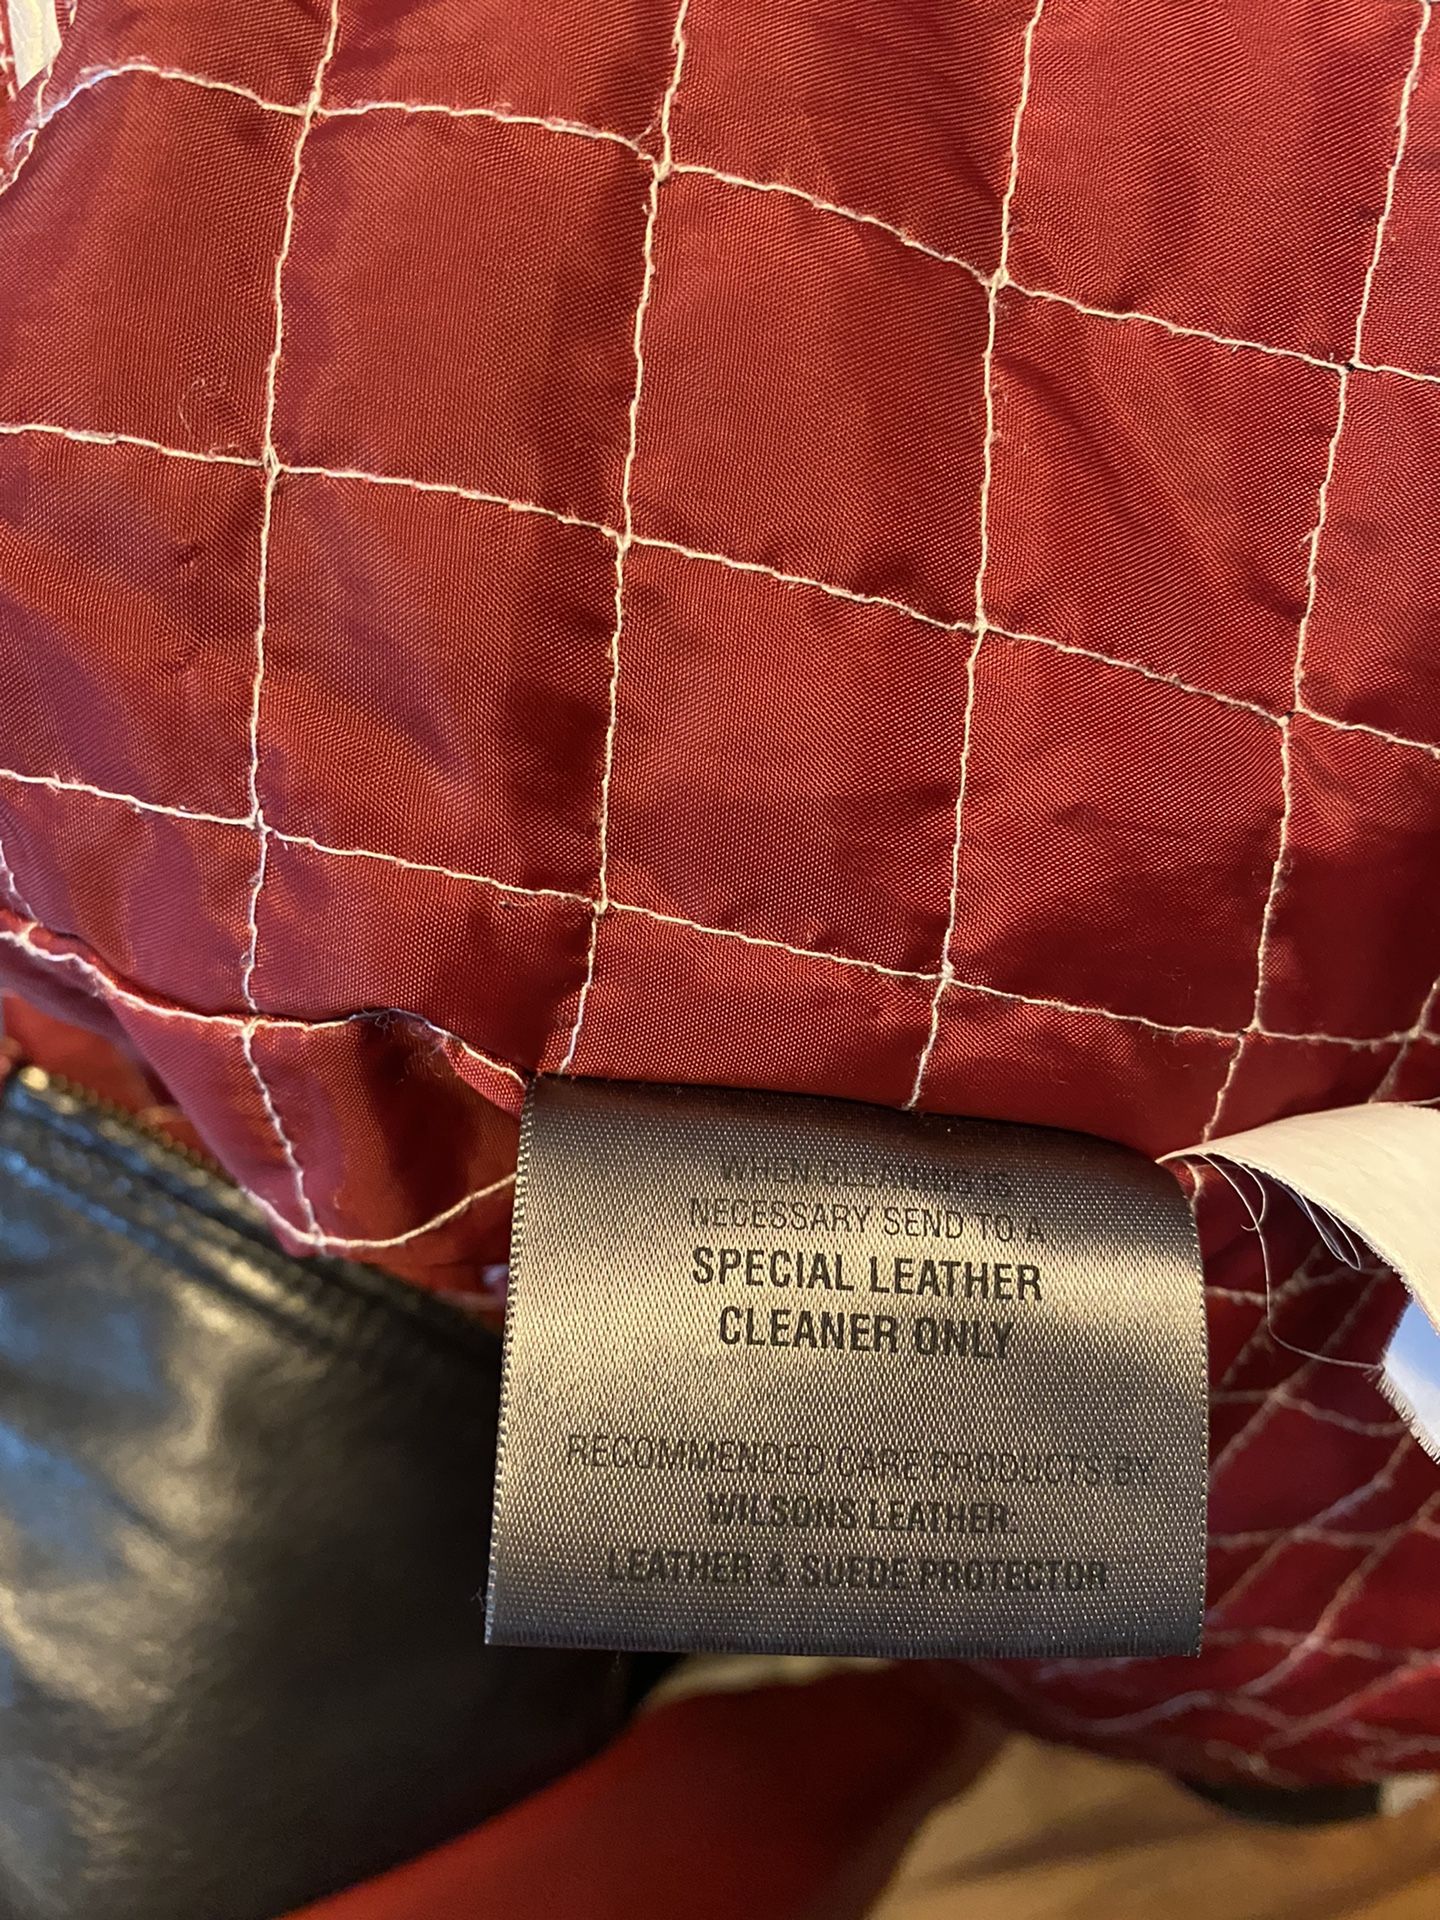 WHEN CLEANING IS
NECESSARY SEND TO A
SPECIAL LEATHER
CLEANER ONLY
RECOMMENDED CARE PRODUCTS BY
WILSONS LEATHER.
LEATHER & SUEDE PROTECTOR